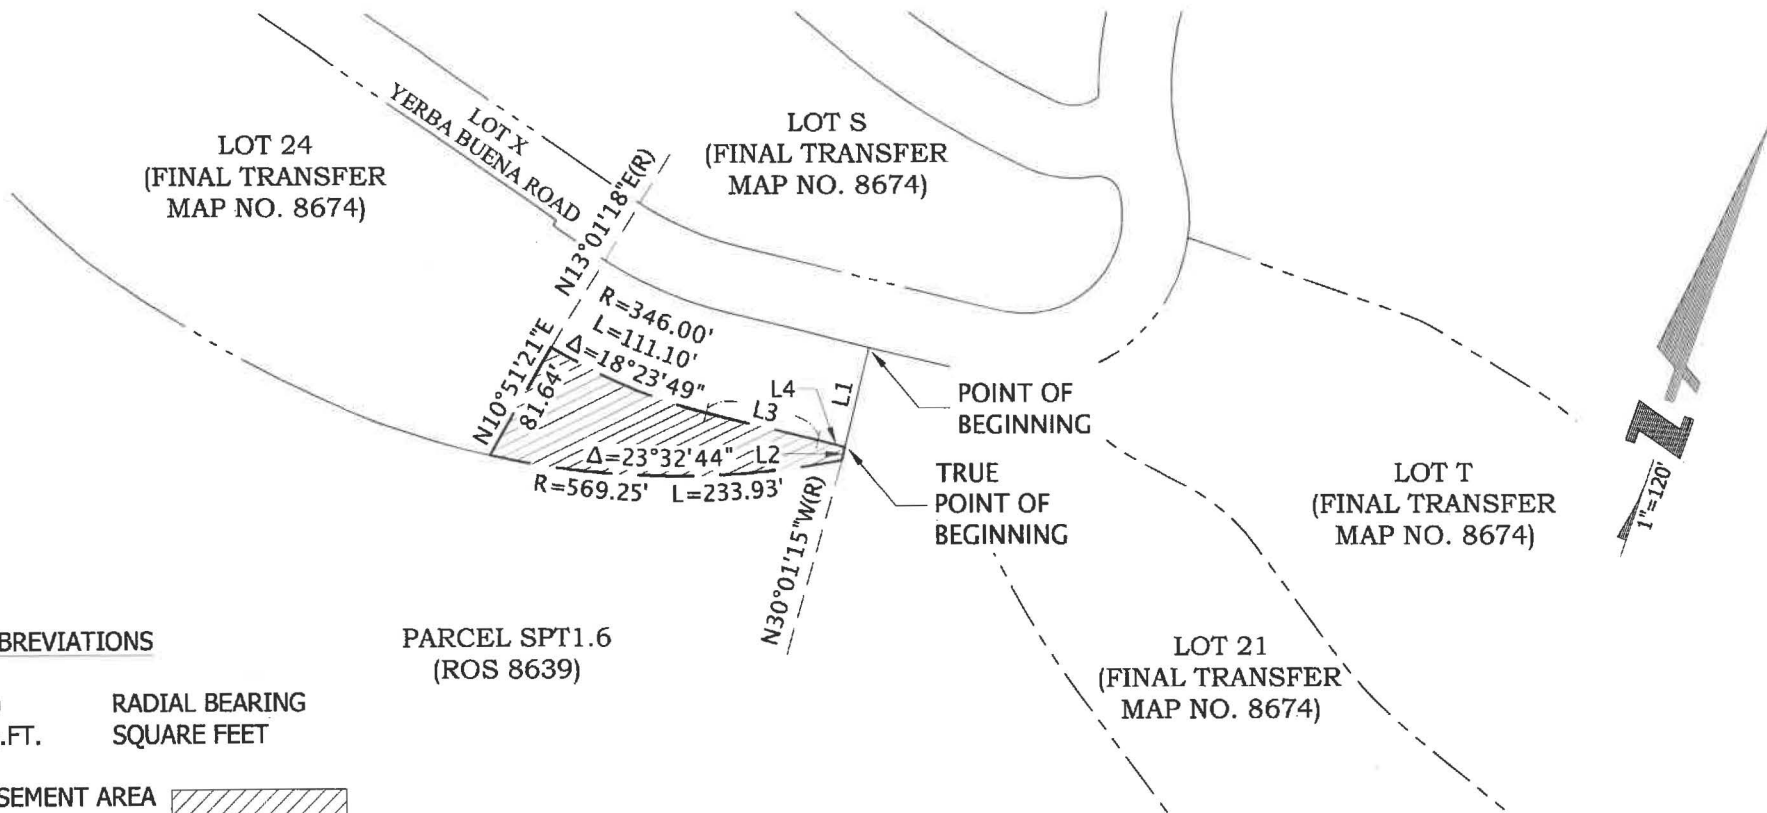 LOT 24
(FINAL TRANSFER
MAP NO. 8674)
LOT X
YERBA BUENA ROAD
LOT S
(FINAL TRANSFER
MAP NO. 8674)
N13°01'18"E(R)
R=346.00'
L=111.10'
Δ=18°23'49"
N10°51'21"E
81.64'
L4
L3
L1
L2
Δ=23°32'44"
R=569.25' L=233.93'
POINT OF
BEGINNING
TRUE
POINT OF
BEGINNING
N30°01'15"W(R)
LOT T
(FINAL TRANSFER
MAP NO. 8674)
N
1"=120'
LOT 21
(FINAL TRANSFER
MAP NO. 8674)
PARCEL SPT1.6
(ROS 8639)
BREVIATIONS
) RADIAL BEARING
.FT. SQUARE FEET
SEMENT AREA